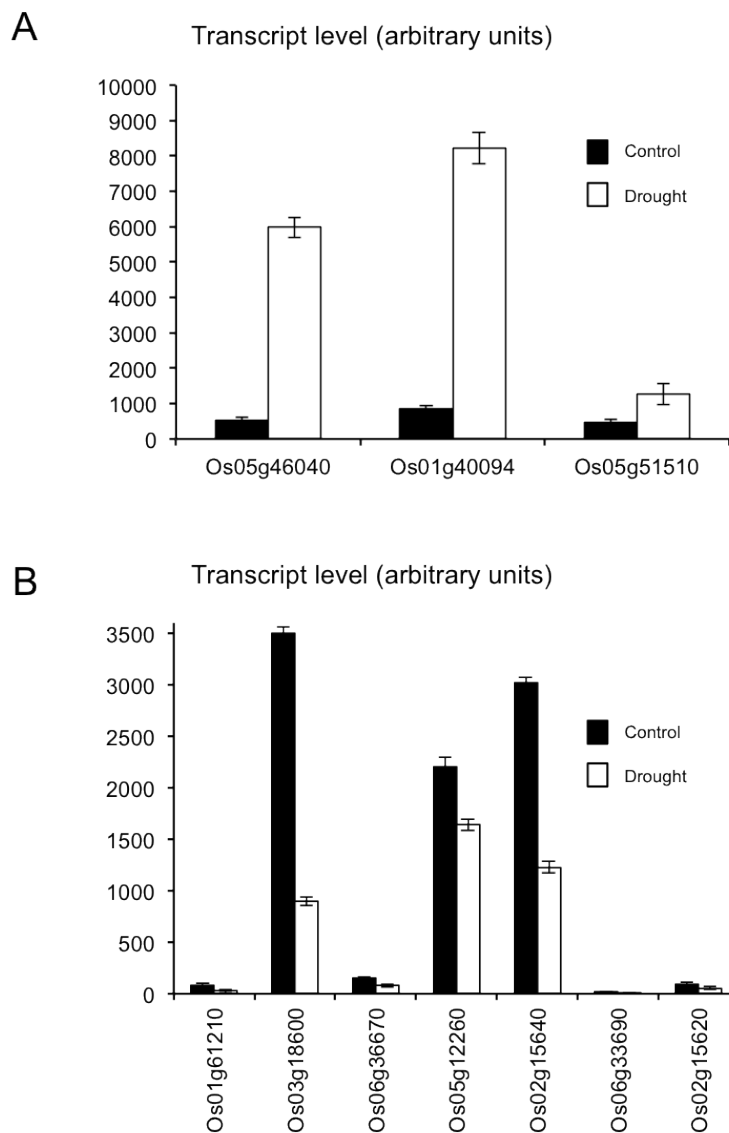 A
Transcript level (arbitrary units)
10000
9000
8000
7000
6000
5000
4000
3000
2000
1000
0
Control
Drought
Os05g46040 Os01g40094 Os05g51510
B
Transcript level (arbitrary units)
3500
3000
2500
2000
1500
1000
500
0
Control
Drought
Os01g61210
Os03g18600
Os06g36670
Os05g12260
Os02g15640
Os06g33690
Os02g15620